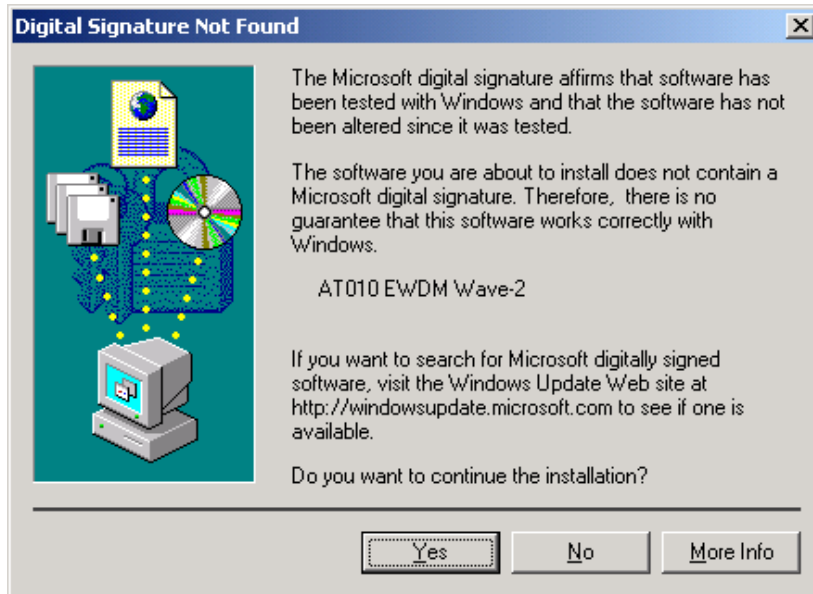 Digital Signature Not Found
The Microsoft digital signature affirms that software has
been tested with Windows and that the software has not
been altered since it was tested.
The software you are about to install does not contain a
Microsoft digital signature. Therefore,  there is no
guarantee that this software works correctly with
Windows.
AT010 EWDM Wave-2
If you want to search for Microsoft digitally signed
software, visit the Windows Update Web site at
http://windowsupdate.microsoft.com to see if one is
available.
Do you want to continue the installation?
Yes No More Info